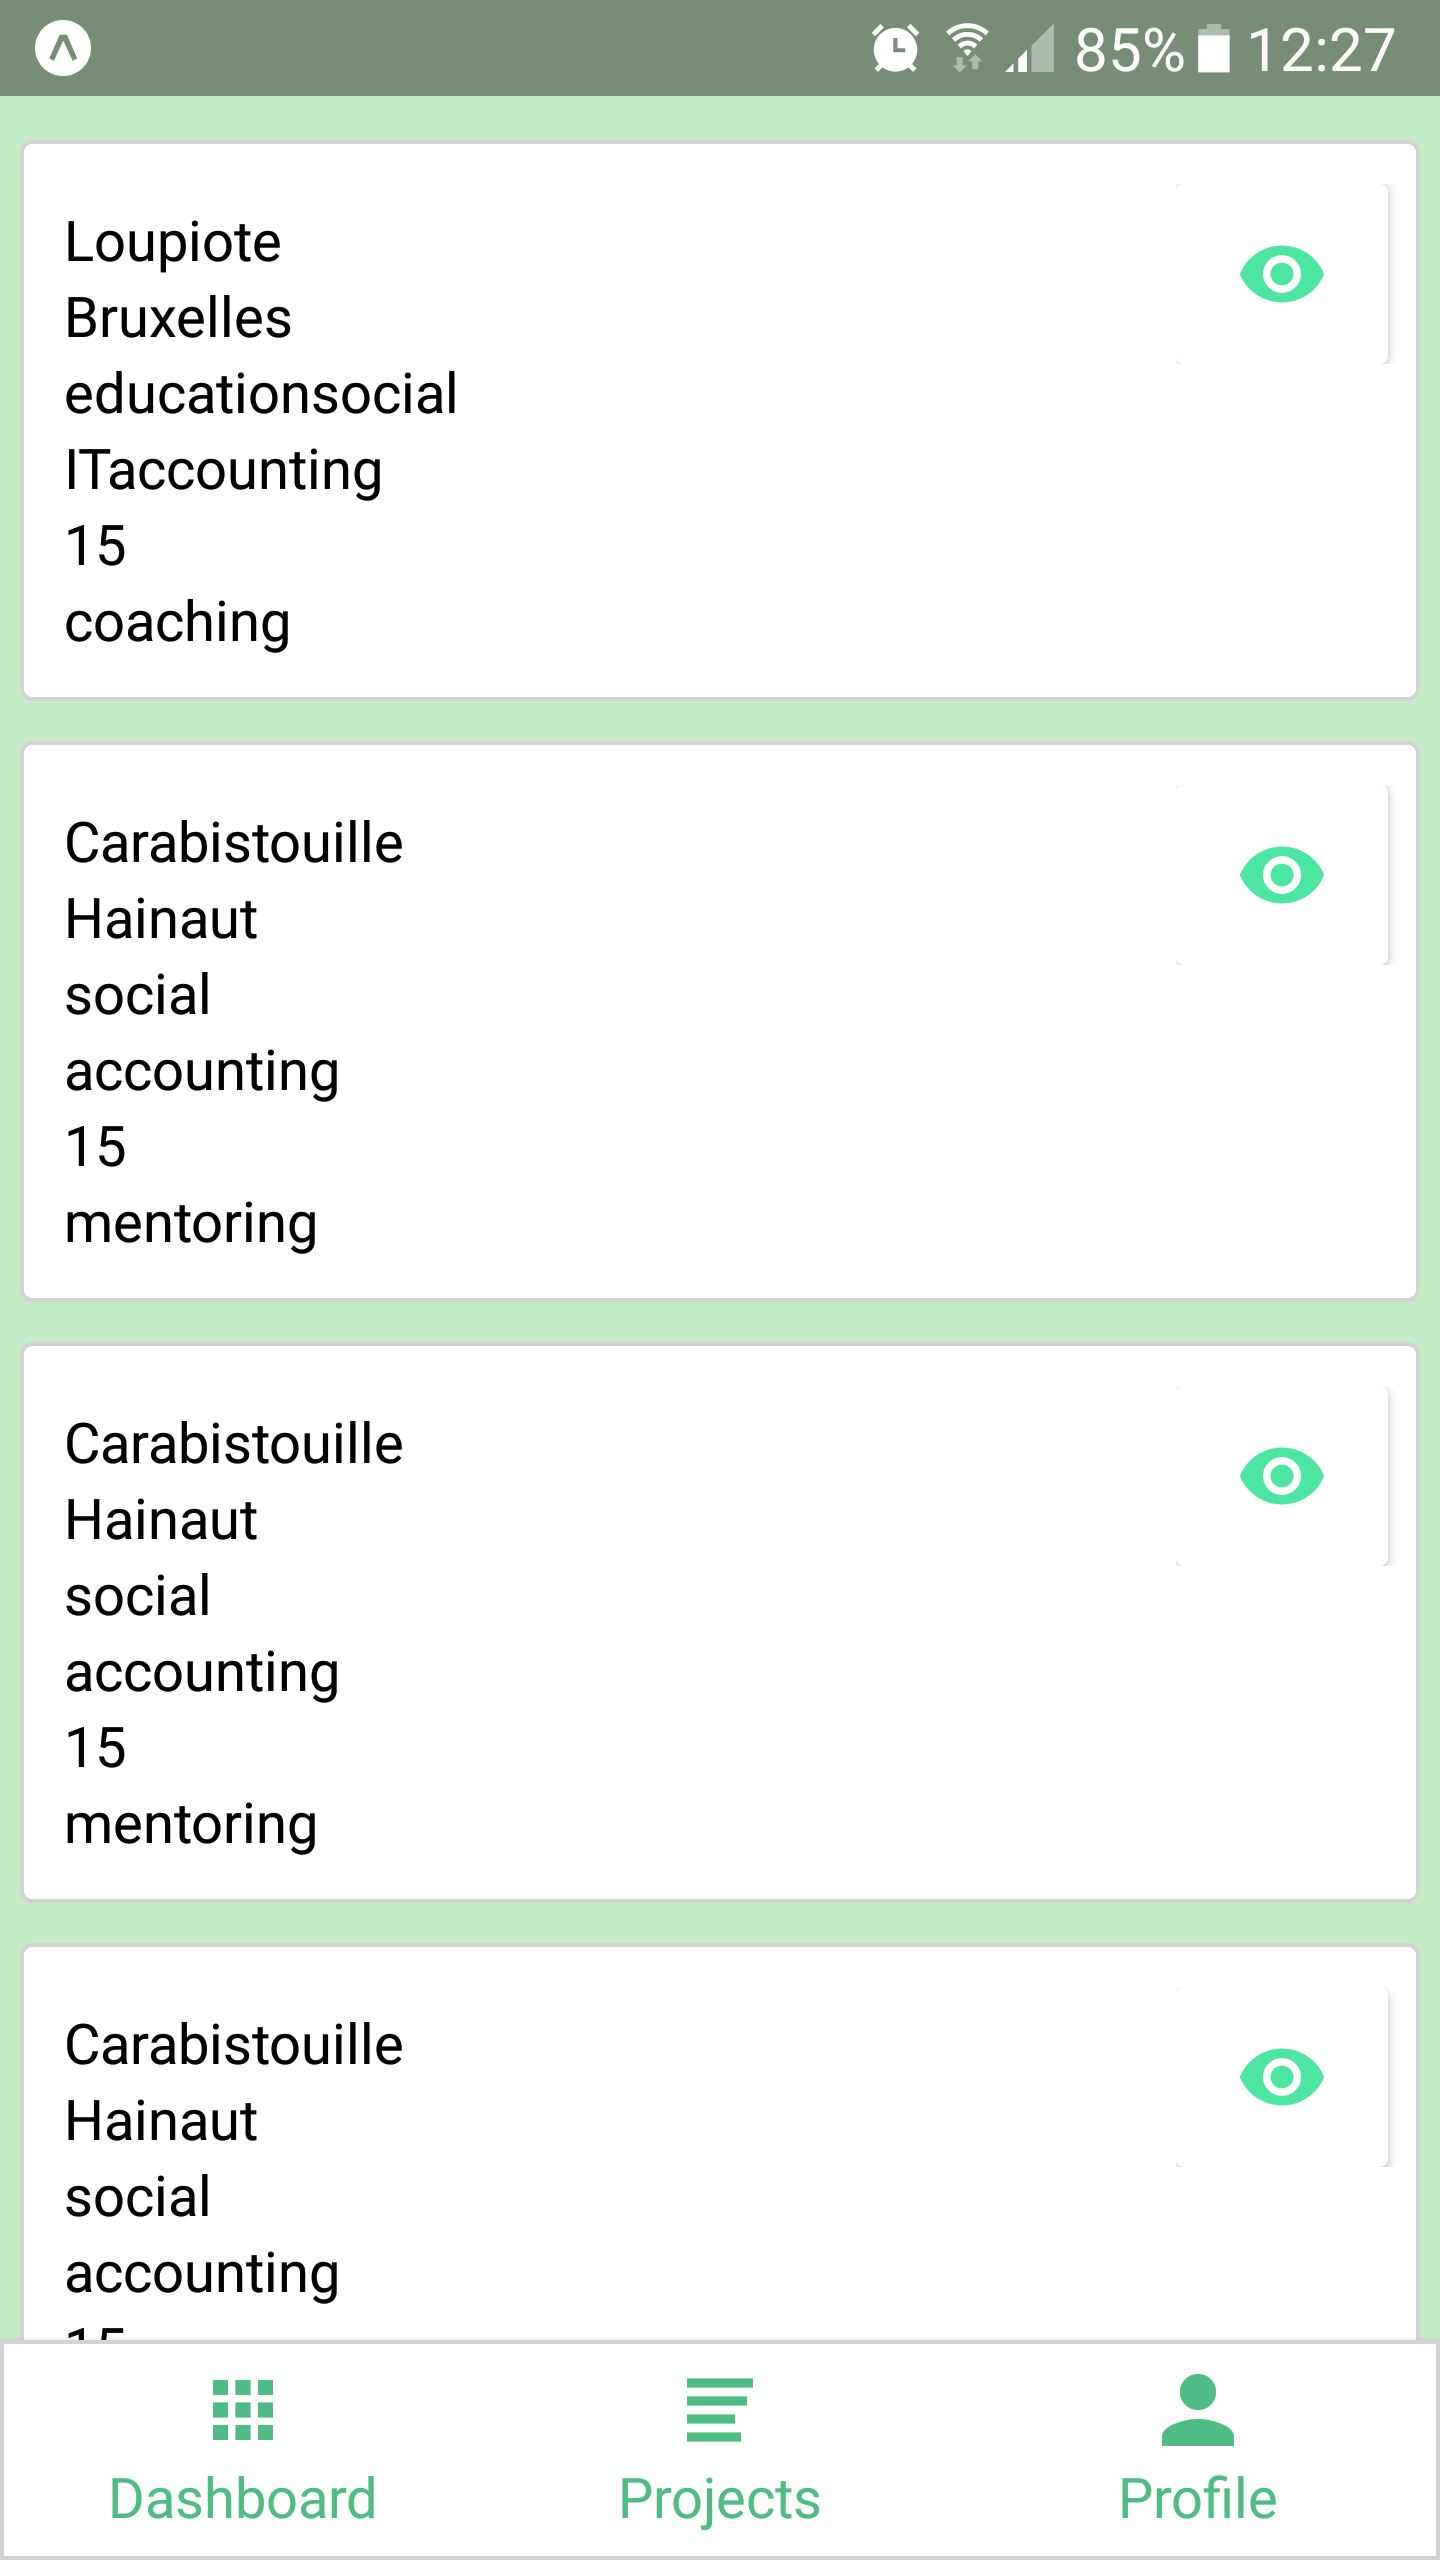 85% 12:27
Loupiote
Bruxelles
educationsocial
ITaccounting
15
coaching
Carabistouille
Hainaut
social
accounting
15
mentoring
Carabistouille
Hainaut
social
accounting
15
mentoring
Carabistouille
Hainaut
social
accounting
15
Dashboard Projects Profile